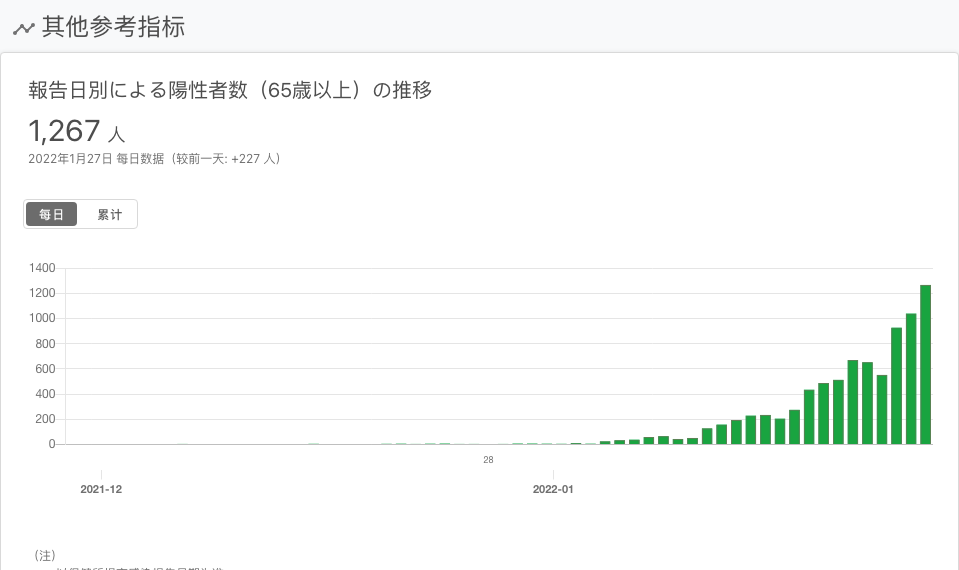 其他参考指标
報告日別による陽性者数（65歳以上）の推移
1,267 人
2022年1月27日 每日数据（较前一天: +227 人）
每日 累计
1400
1200
1000
800
600
400
200
0
28
2021-12 2022-01
（注）